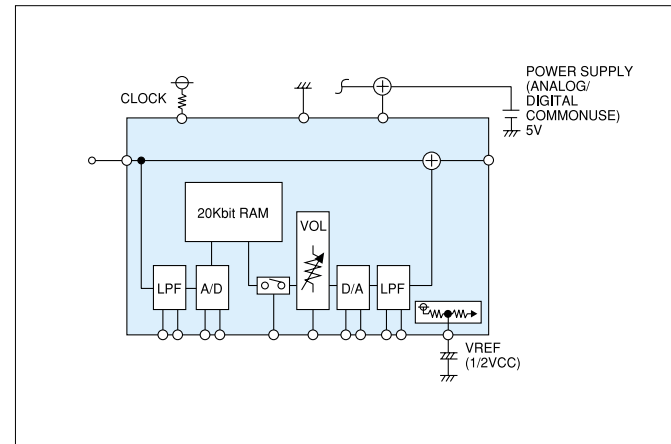 CLOCK
POWER SUPPLY
(ANALOG/
DIGITAL
COMMONUSE)
5V
20Kbit RAM
VOL
LPF
A/D
D/A
LPF
VREF
(1/2VCC)